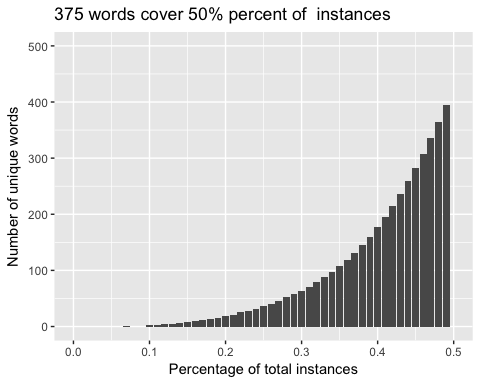 375 words cover 50% percent of  instances
500
400
300
200
100
0
Number of unique words
0.0 0.1 0.2 0.3 0.4 0.5
Percentage of total instances